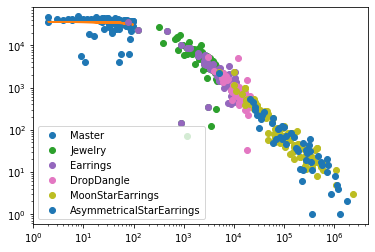 10⁴
10³
10²
10¹
10⁰
Master
Jewelry
Earrings
DropDangle
MoonStarEarrings
AsymmetricalStarEarrings
10⁰ 10¹ 10² 10³ 10⁴ 10⁵ 10⁶